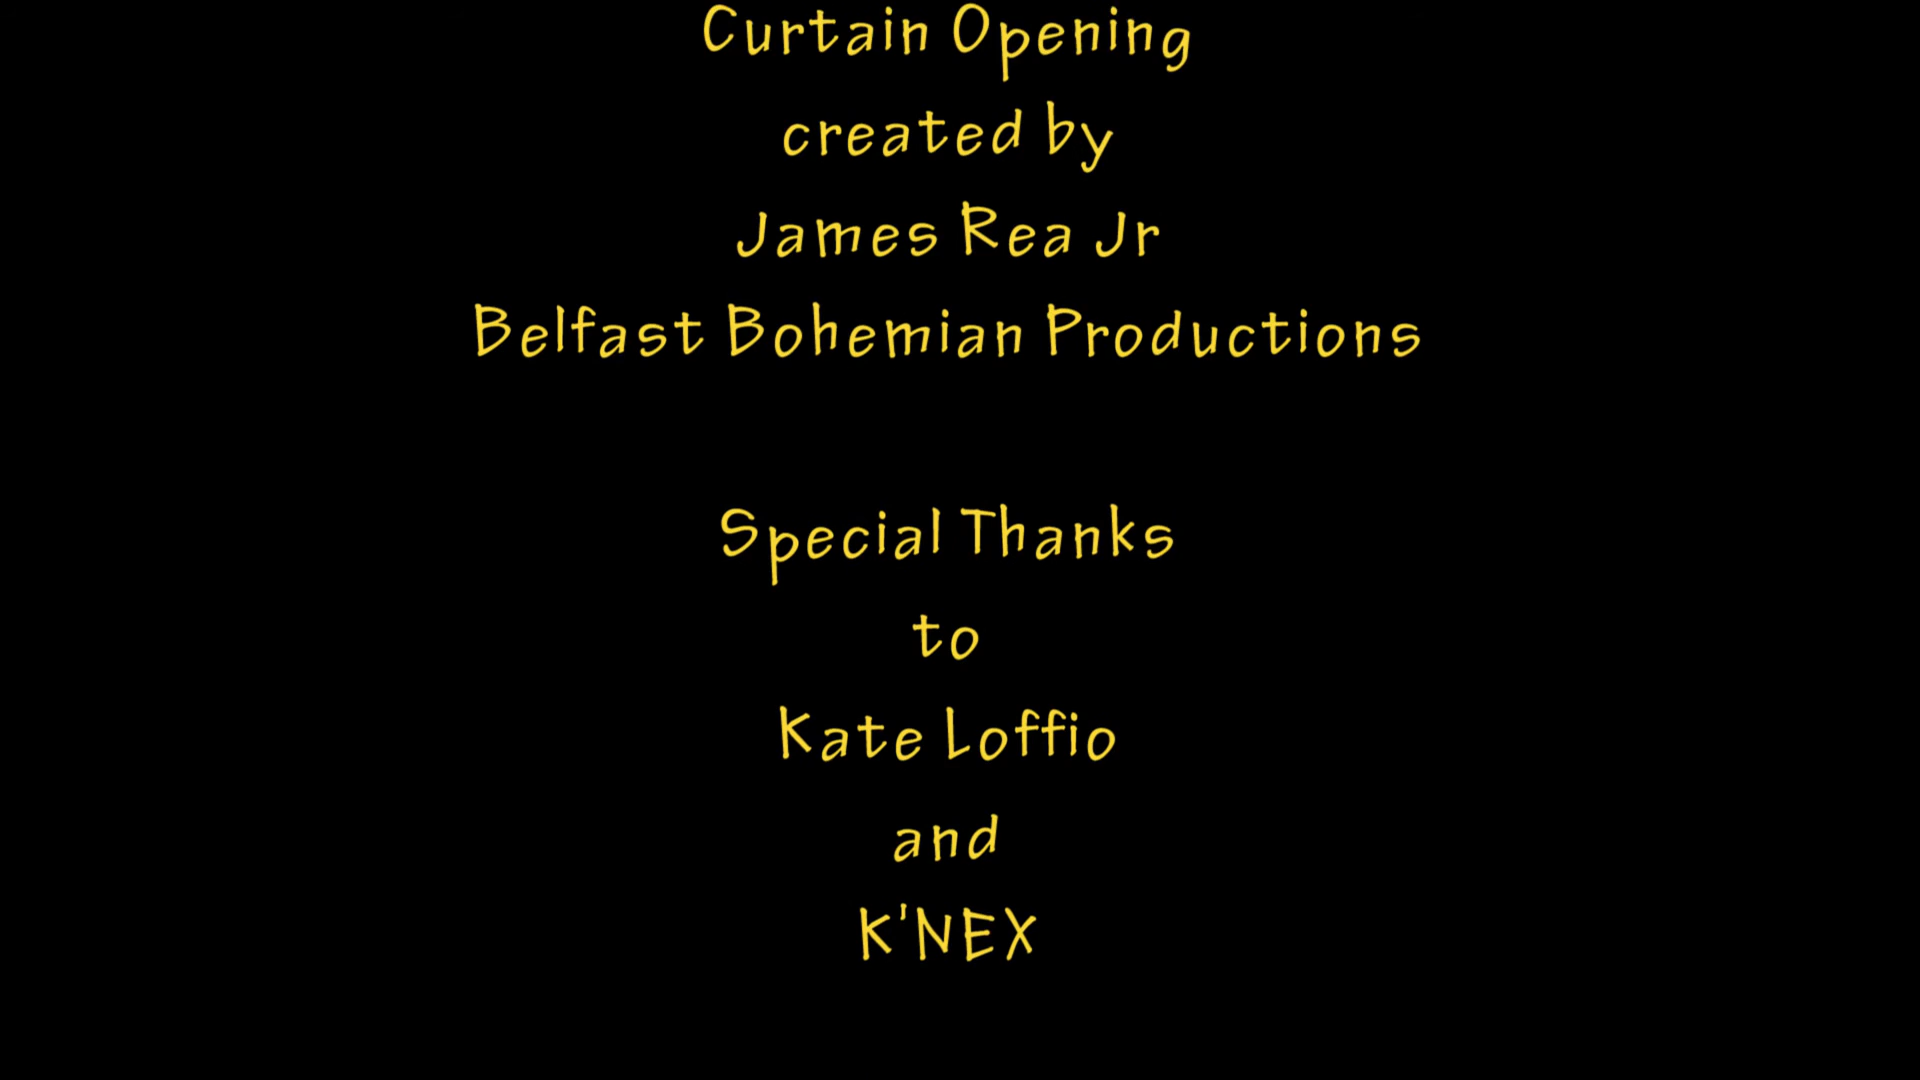 Curtain Opening
created by
James Rea Jr
Belfast Bohemian Productions
Special Thanks
to
Kate Loffio
and
K'NEX